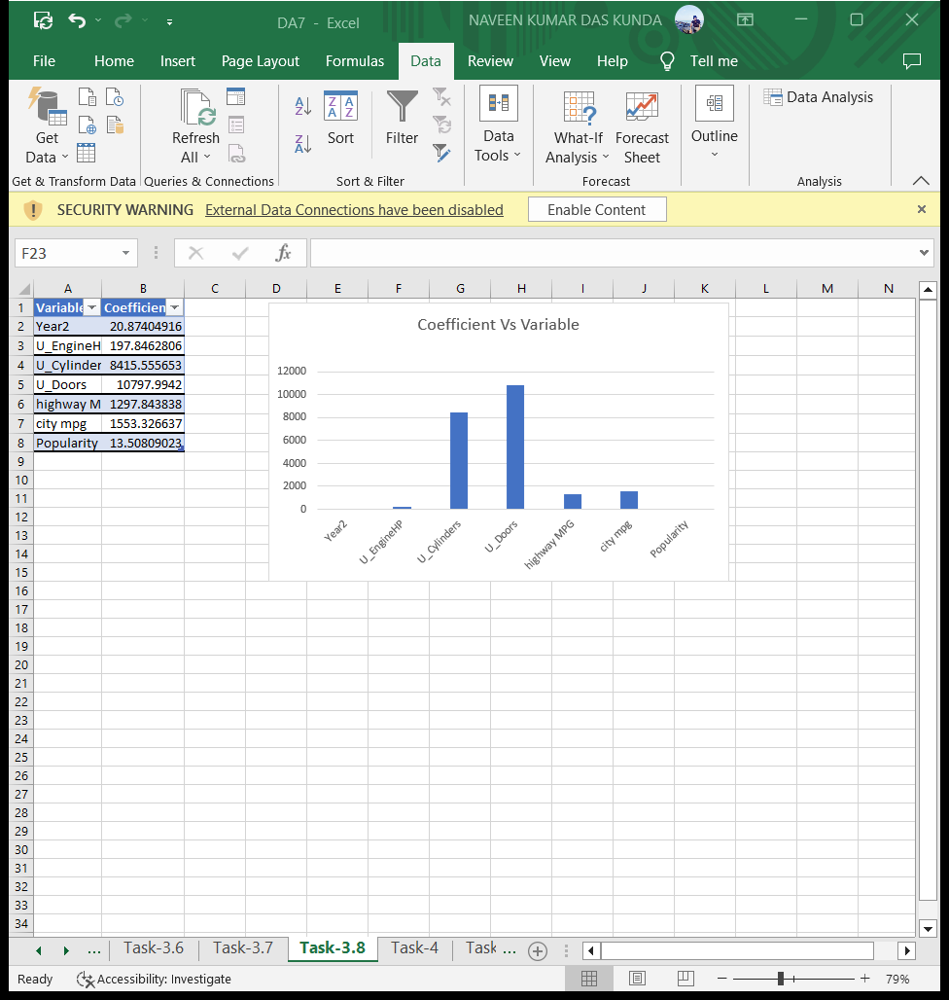 DA7 - Excel NAVEEN KUMAR DAS KUNDA
File Home Insert Page Layout Formulas Data Review View Help Tell me
Get Data Refresh All Sort Filter Data Tools What-If Analysis Forecast Sheet Outline Data Analysis
Get & Transform Data Queries & Connections Sort & Filter Forecast Analysis
SECURITY WARNING External Data Connections have been disabled Enable Content
F23 fx
A B C D E F G H I J K L M N
1 Variable Coefficien
2 Year2 20.87404916
3 U_EngineH 197.8462806
4 U_Cylinder 8415.555653
5 U_Doors 10797.9942
6 highway M 1297.843838
7 city mpg 1553.326637
8 Popularity 13.50809023
9
10
11
12
13
14
15
16
17
18
19
20
21
22
23
24
25
26
27
28
29
30
31
32
33
34
Coefficient Vs Variable
12000
10000
8000
6000
4000
2000
0
Year2 U_EngineHP U_Cylinders U_Doors highway MPG city mpg Popularity
... Task-3.6 Task-3.7 Task-3.8 Task-4 Task ...
Ready Accessibility: Investigate 79%